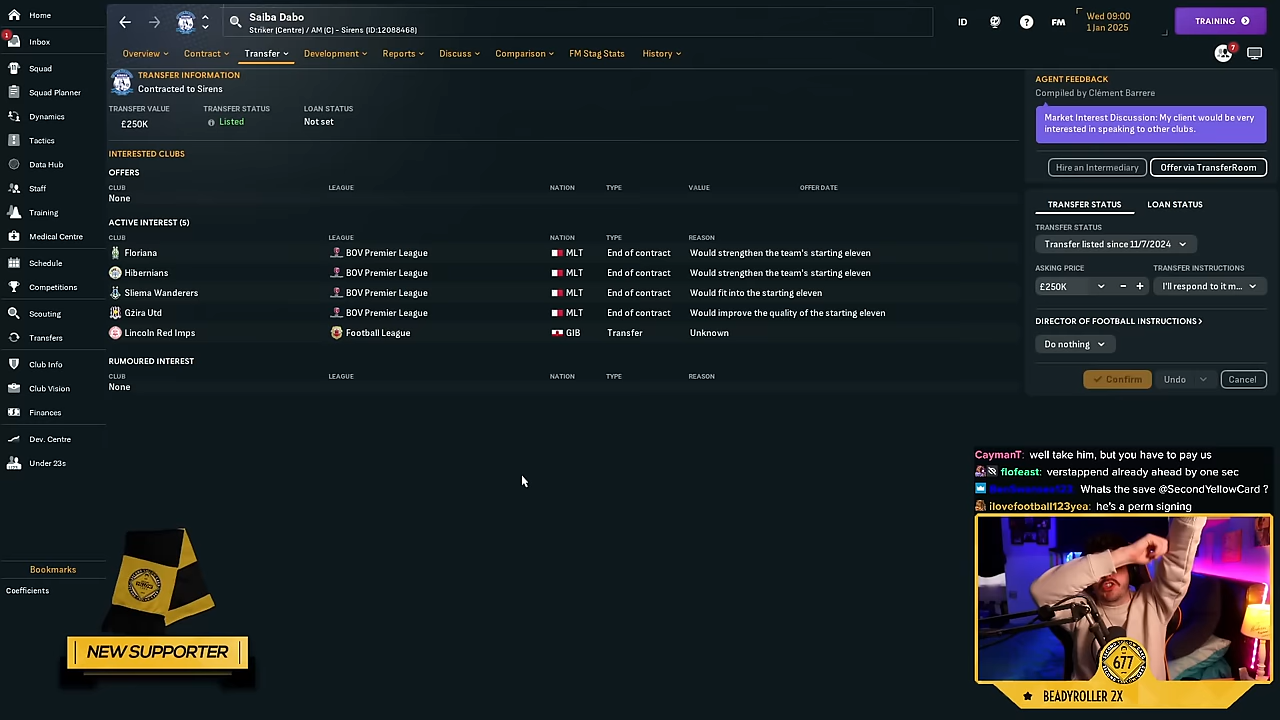 Home
Inbox
1
Squad
Squad Planner
Dynamics
Tactics
Data Hub
Staff
Training
Medical Centre
Schedule
Competitions
Scouting
Transfers
Club Info
Club Vision
Finances
Dev. Centre
Under 23s
Bookmarks
Coefficients
Saiba Dabo
Striker (Centre) / AM (C) - Sirens (ID:12088468)
ID
FM
Wed 09:00
1 Jan 2025
TRAINING
7
Overview
Contract
Transfer
Development
Reports
Discuss
Comparison
FM Stag Stats
History
TRANSFER INFORMATION
Contracted to Sirens
TRANSFER VALUE TRANSFER STATUS LOAN STATUS
£250K Listed Not set
INTERESTED CLUBS
OFFERS
CLUB LEAGUE NATION TYPE VALUE OFFER DATE
None
ACTIVE INTEREST (5)
CLUB LEAGUE NATION TYPE REASON
Floriana BOV Premier League MLT End of contract Would strengthen the team's starting eleven
Hibernians BOV Premier League MLT End of contract Would strengthen the team's starting eleven
Sliema Wanderers BOV Premier League MLT End of contract Would fit into the starting eleven
Gżira Utd BOV Premier League MLT End of contract Would improve the quality of the starting eleven
Lincoln Red Imps Football League GIB Transfer Unknown
RUMOURED INTEREST
CLUB LEAGUE NATION TYPE REASON
None
AGENT FEEDBACK
Compiled by Clément Barrere
Market Interest Discussion: My client would be very
interested in speaking to other clubs.
Hire an Intermediary Offer via TransferRoom
TRANSFER STATUS LOAN STATUS
TRANSFER STATUS
Transfer listed since 11/7/2024
ASKING PRICE TRANSFER INSTRUCTIONS
£250K − + I'll respond to it m...
DIRECTOR OF FOOTBALL INSTRUCTIONS >
Do nothing
Confirm Undo Cancel
CaymanT: well take him, but you have to pay us
flofeast: verstappend already ahead by one sec
Whats the save @SecondYellowCard ?
ilovefootball123yea: he's a perm signing
NEW SUPPORTER
677
BEADYROLLER 2X